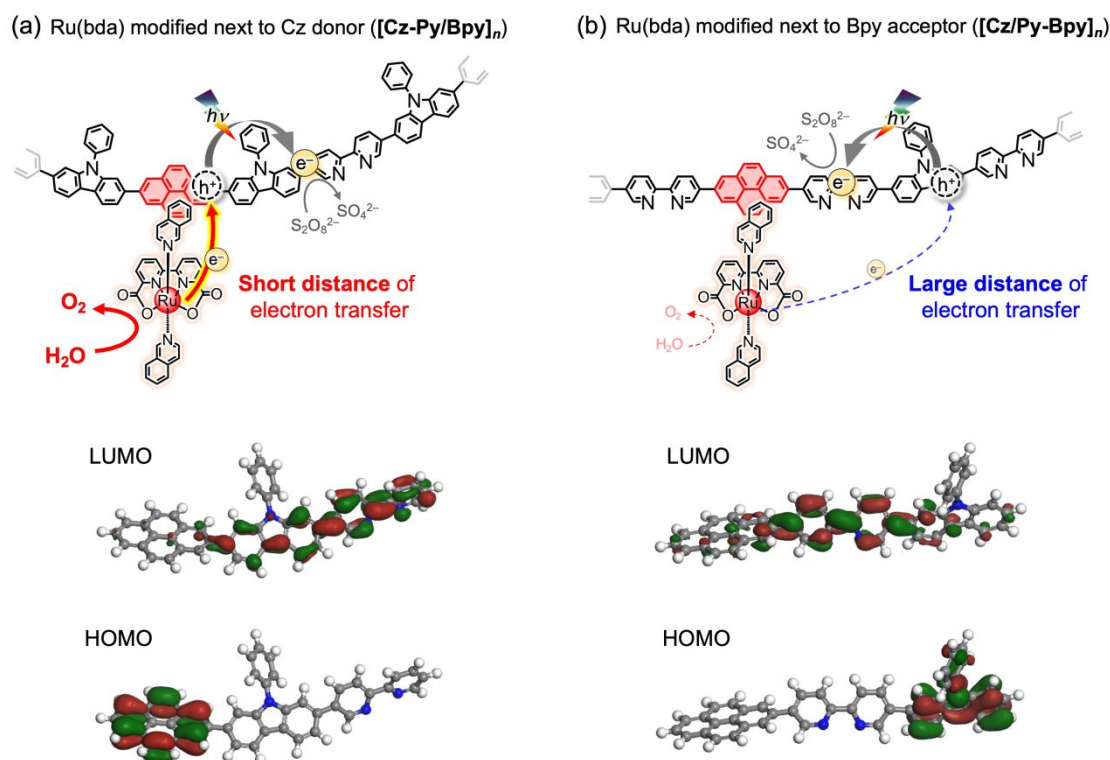 (a) Ru(bda) modified next to Cz donor ([Cz-Py/Bpy]n)
hν
N
N
N
N
h⁺
e⁻
N
N
N
S₂O₈²⁻
SO₄²⁻
N
e⁻
N
N
O
O
Ru
O
O
O₂
H₂O
N
Short distance of
electron transfer
LUMO
HOMO
(b) Ru(bda) modified next to Bpy acceptor ([Cz/Py-Bpy]n)
hν
S₂O₈²⁻
SO₄²⁻
N
N
N
e⁻
h⁺
N
N
N
N
N
N
e⁻
N
N
O
O
Ru
O
O
O₂
H₂O
N
Large distance of
electron transfer
LUMO
HOMO